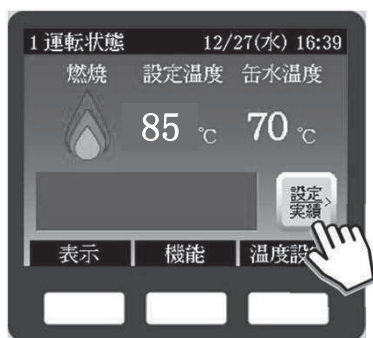 1 運転状態 12/27(水) 16:39
燃焼 設定温度 缶水温度
85 ℃ 70 ℃
設定
実績
表示 機能 温度設